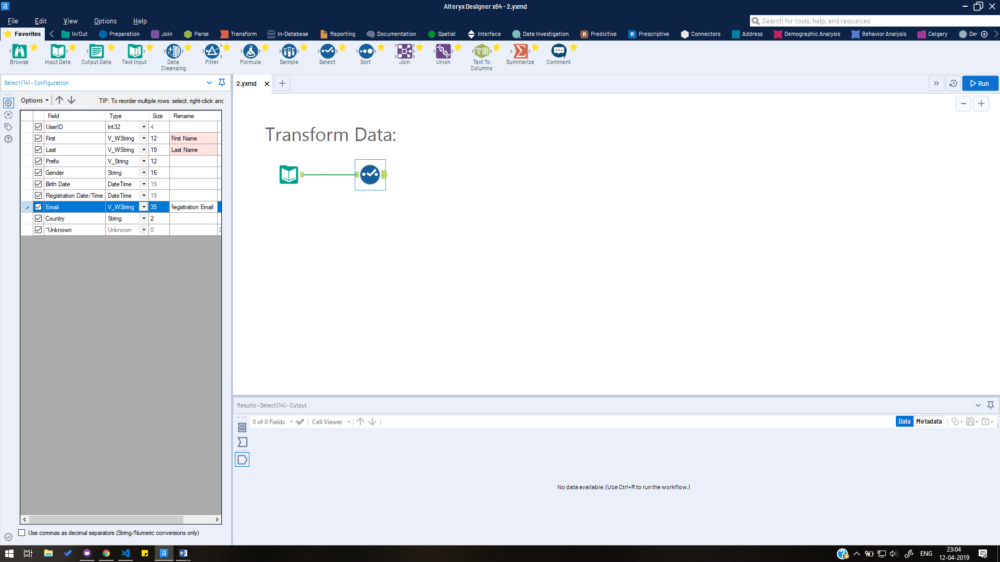 Alteryx Designer x64 - 2.yxmd
File Edit View Options Help
Search for tools, help, and resources
Favorites In/Out Preparation Join Parse Transform In-Database Reporting Documentation Spatial Interface Data Investigation Predictive Prescriptive Connectors Address Demographic Analysis Behavior Analysis Calgary
Browse Input Data Output Data Text Input Data Cleansing Filter Formula Sample Select Sort Join Union Text To Columns Summarize Comment
Select (14) - Configuration
2.yxmd
Run
Options
TIP: To reorder multiple rows: select, right-click and
Field Type Size Rename
UserID Int32 4
First V_WString 12 First Name
Last V_WString 19 Last Name
Prefix V_String 12
Gender String 16
Birth Date DateTime 19
Registration Date/Time DateTime 19
Email V_WString 35 Registration Email
Country String 2
*Unknown Unknown 0
Use commas as decimal separators (String/Numeric conversions only)
Transform Data:
Results - Select (14) - Output
0 of 0 Fields Cell Viewer Data Metadata
No data available. (Use Ctrl+R to run the workflow.)
ENG
23:04
12-04-2019